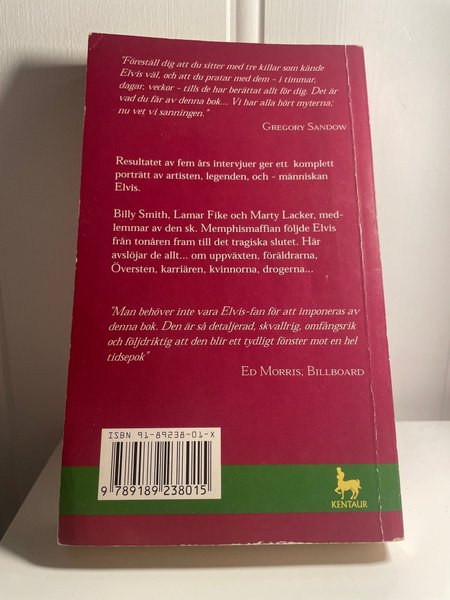 "Föreställ dig att du sitter med tre killar som kände
Elvis väl, och att du pratar med dem - i timmar,
dagar, veckor - tills de har berättat allt för dig. Det är
vad du får av denna bok... Vi har alla hört myterna;
nu vet vi sanningen."
GREGORY SANDOW
Resultatet av fem års intervjuer ger ett komplett
porträtt av artisten, legenden, och - människan
Elvis.
Billy Smith, Lamar Fike och Marty Lacker, med-
lemmar av den sk. Memphismaffian följde Elvis
från tonåren fram till det tragiska slutet. Här
avslöjar de allt... om uppväxten, föräldrarna,
Översten, karriären, kvinnorna, drogerna...
"Man behöver inte vara Elvis-fan för att imponeras av
denna bok. Den är så detaljerad, skvallrig, omfångsrik
och följdriktig att den blir ett tydligt fönster mot en hel
tidsepok"
ED MORRIS; BILLBOARD
ISBN 91-89238-01-X
9 789189 238015
KENTAUR